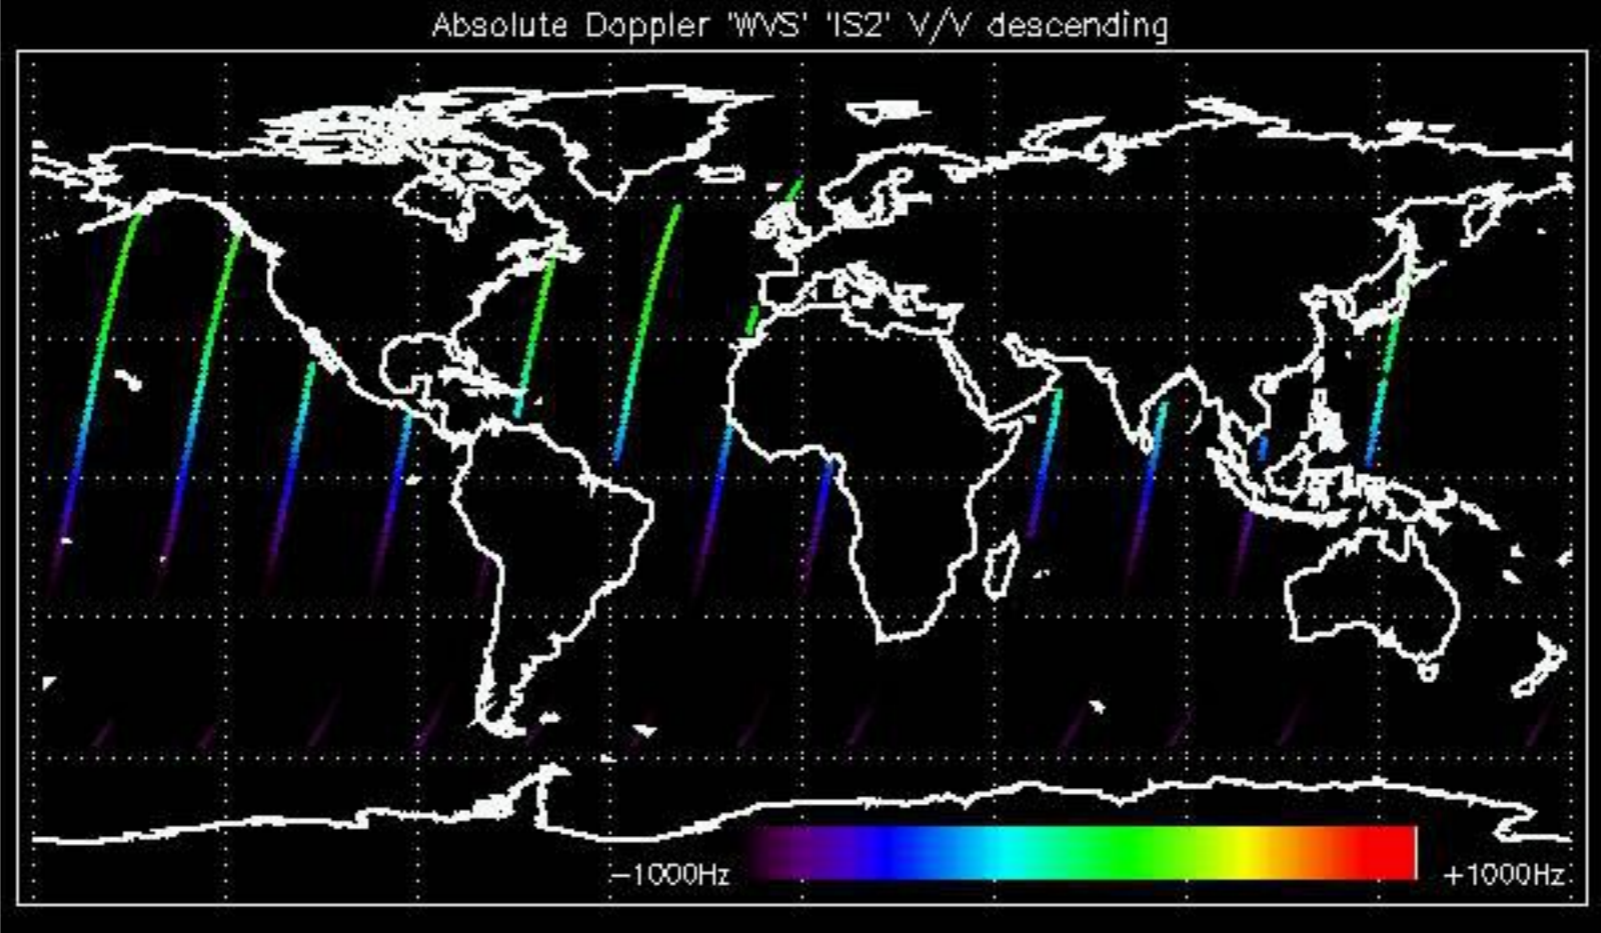 Absolute Doppler 'WVS' 'IS2' V/V descending
−1000Hz +1000Hz